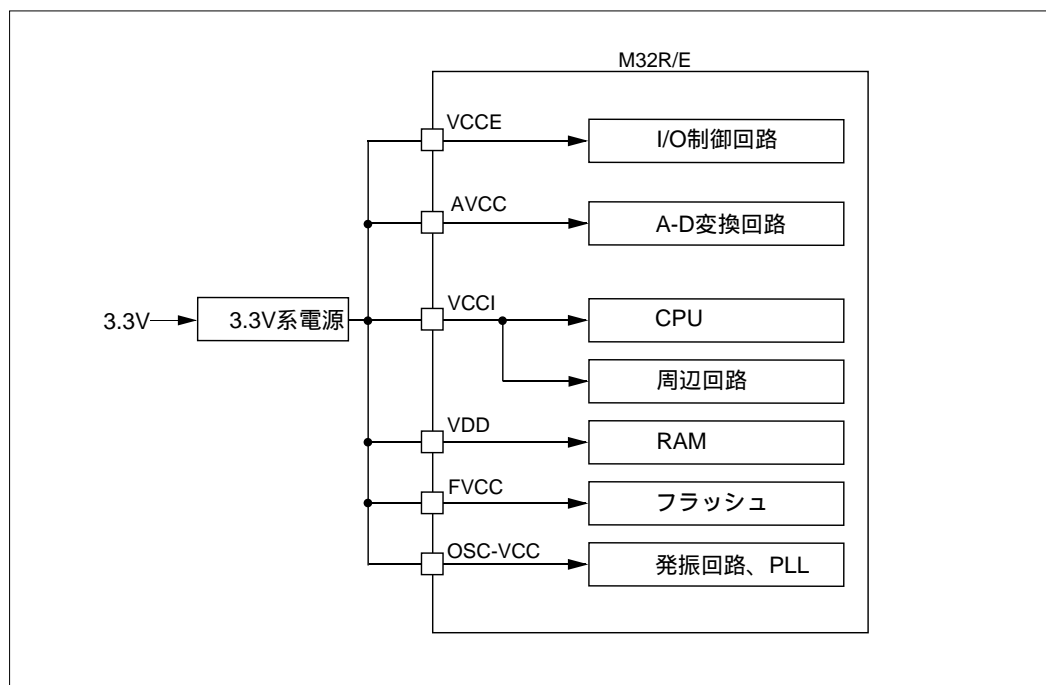 M32R/E
VCCE
I/O制御回路
AVCC
A-D変換回路
3.3V
3.3V系電源
VCCI
CPU
周辺回路
VDD
RAM
FVCC
フラッシュ
OSC-VCC
発振回路、PLL